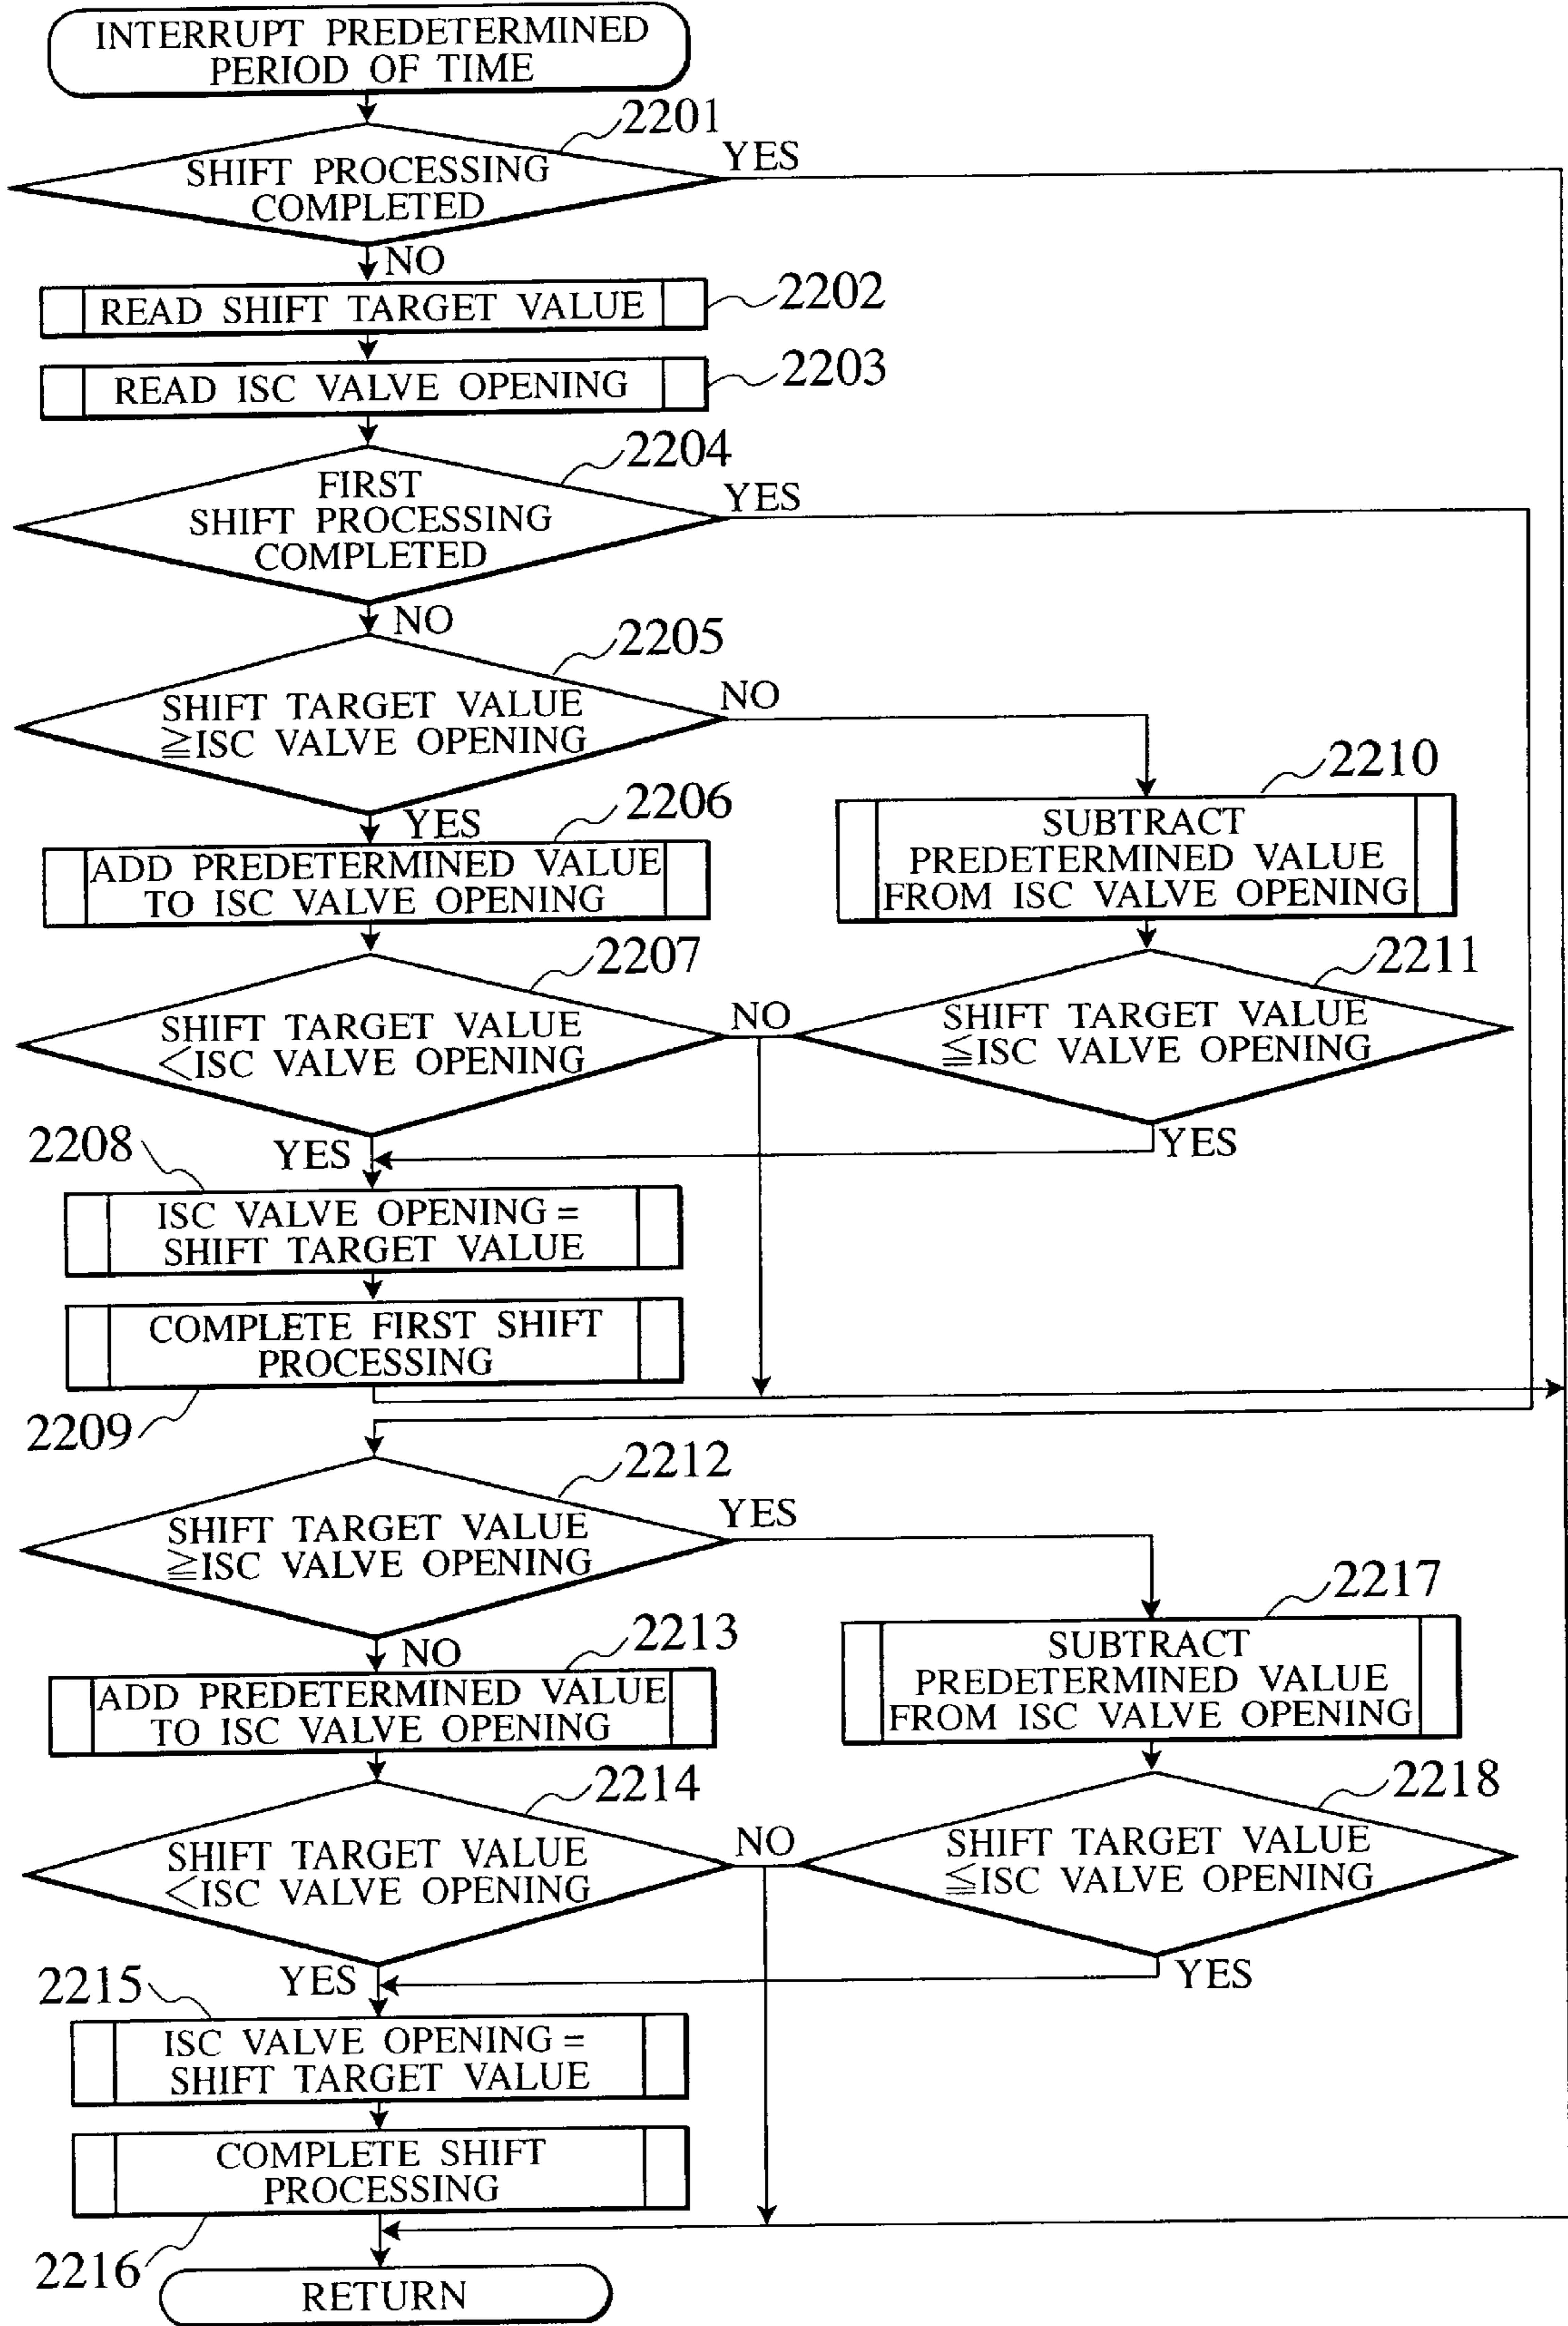 INTERRUPT PREDETERMINED
PERIOD OF TIME
2201
YES
SHIFT PROCESSING
COMPLETED
NO
READ SHIFT TARGET VALUE
2202
READ ISC VALVE OPENING
2203
2204
YES
FIRST
SHIFT PROCESSING
COMPLETED
NO
2205
NO
SHIFT TARGET VALUE
≧ISC VALVE OPENING
YES
2206
ADD PREDETERMINED VALUE
TO ISC VALVE OPENING
2210
SUBTRACT
PREDETERMINED VALUE
FROM ISC VALVE OPENING
2207
SHIFT TARGET VALUE
<ISC VALVE OPENING
NO
2211
SHIFT TARGET VALUE
≦ISC VALVE OPENING
YES
YES
2208
ISC VALVE OPENING =
SHIFT TARGET VALUE
COMPLETE FIRST SHIFT
PROCESSING
2209
2212
YES
SHIFT TARGET VALUE
≧ISC VALVE OPENING
NO
2213
ADD PREDETERMINED VALUE
TO ISC VALVE OPENING
2217
SUBTRACT
PREDETERMINED VALUE
FROM ISC VALVE OPENING
2214
SHIFT TARGET VALUE
<ISC VALVE OPENING
NO
2218
SHIFT TARGET VALUE
≦ISC VALVE OPENING
YES
YES
2215
ISC VALVE OPENING =
SHIFT TARGET VALUE
COMPLETE SHIFT
PROCESSING
2216
RETURN